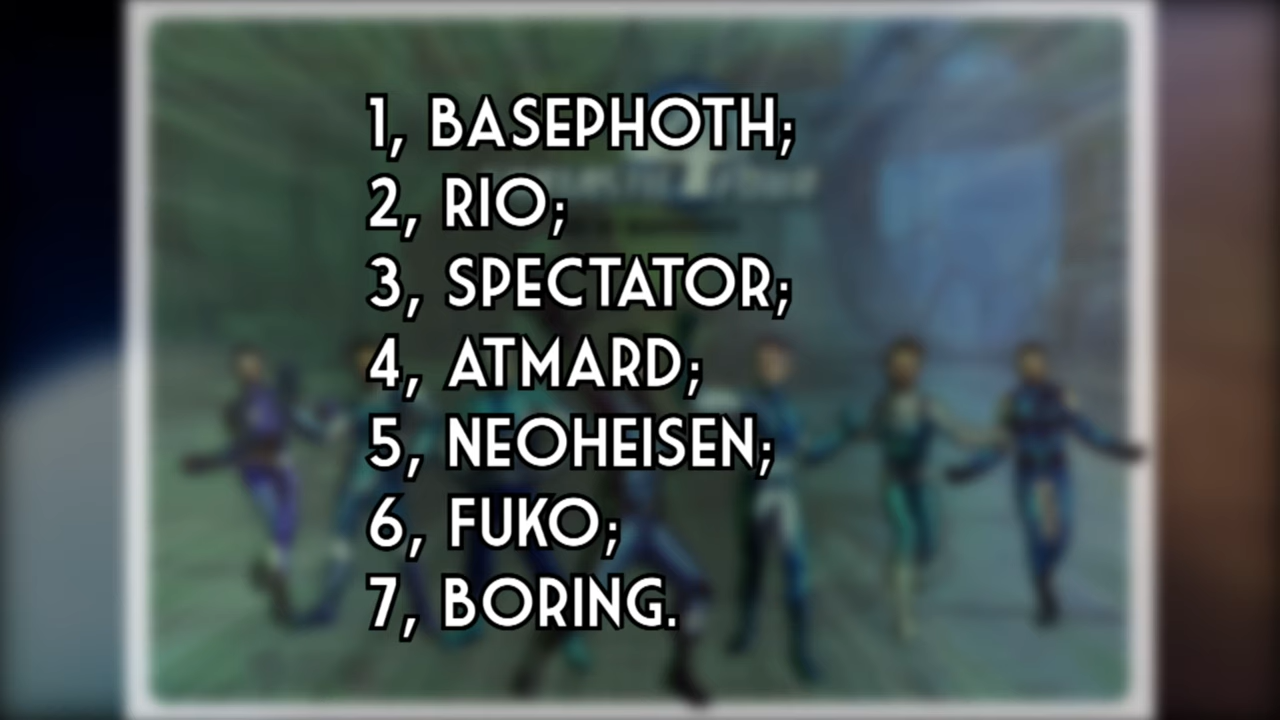 1, BASEPHOTH;
2, RIO;
3, SPECTATOR;
4, ATMARD;
5, NEOHEISEN;
6, FUKO;
7, BORING.